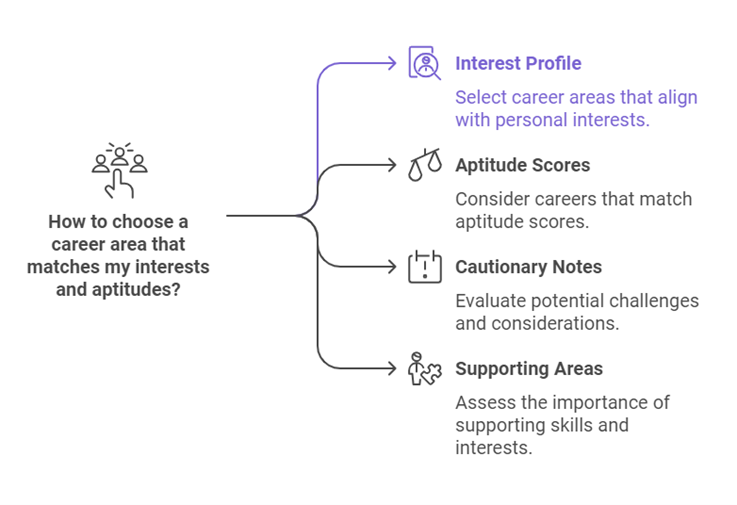 How to choose a
career area that
matches my interests
and aptitudes?
Interest Profile
Select career areas that align
with personal interests.
Aptitude Scores
Consider careers that match
aptitude scores.
Cautionary Notes
Evaluate potential challenges
and considerations.
Supporting Areas
Assess the importance of
supporting skills and
interests.